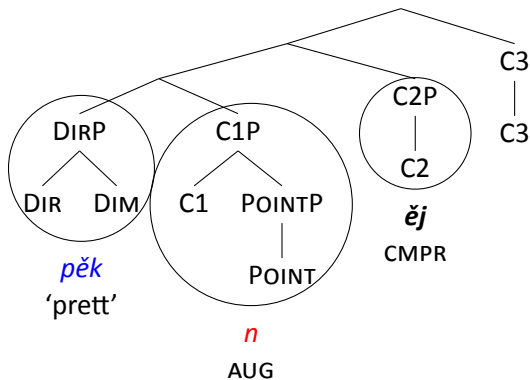 C3
C2P
DIRP C1P C3
C2
DIR DIM C1 POINTP
ěj
pěk CMPR
POINT
'prett'
n
AUG